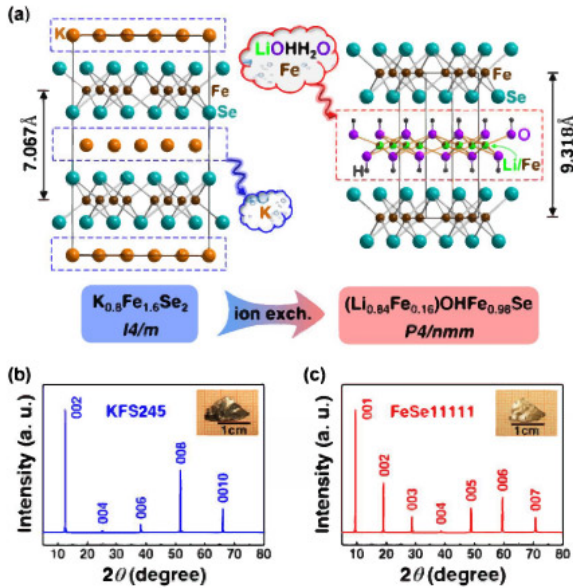 (a)
K
LiOHH₂O
Fe
Fe
Se
7.067Å
K
Fe
Se
O
Li/Fe
H
9.318Å
K₀.₈Fe₁.₆Se₂
I4/m
ion exch.
(Li₀.₈₄Fe₀.₁₆)OHFe₀.₉₈Se
P4/nmm
(b)
KFS245
Intensity (a. u.)
002
004
006
008
0010
1cm
10 20 30 40 50 60 70 80
2θ (degree)
(c)
FeSe11111
Intensity (a. u.)
001
002
003
004
005
006
007
1cm
10 20 30 40 50 60 70 80
2θ (degree)